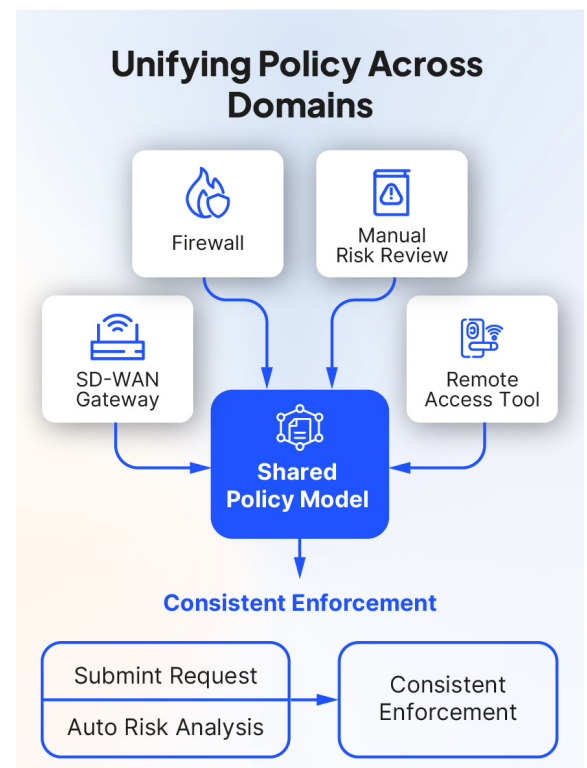 Unifying Policy Across
Domains
Firewall
Manual
Risk Review
SD-WAN
Gateway
Remote
Access Tool
Shared
Policy Model
Consistent Enforcement
Submint Request
Auto Risk Analysis
Consistent
Enforcement